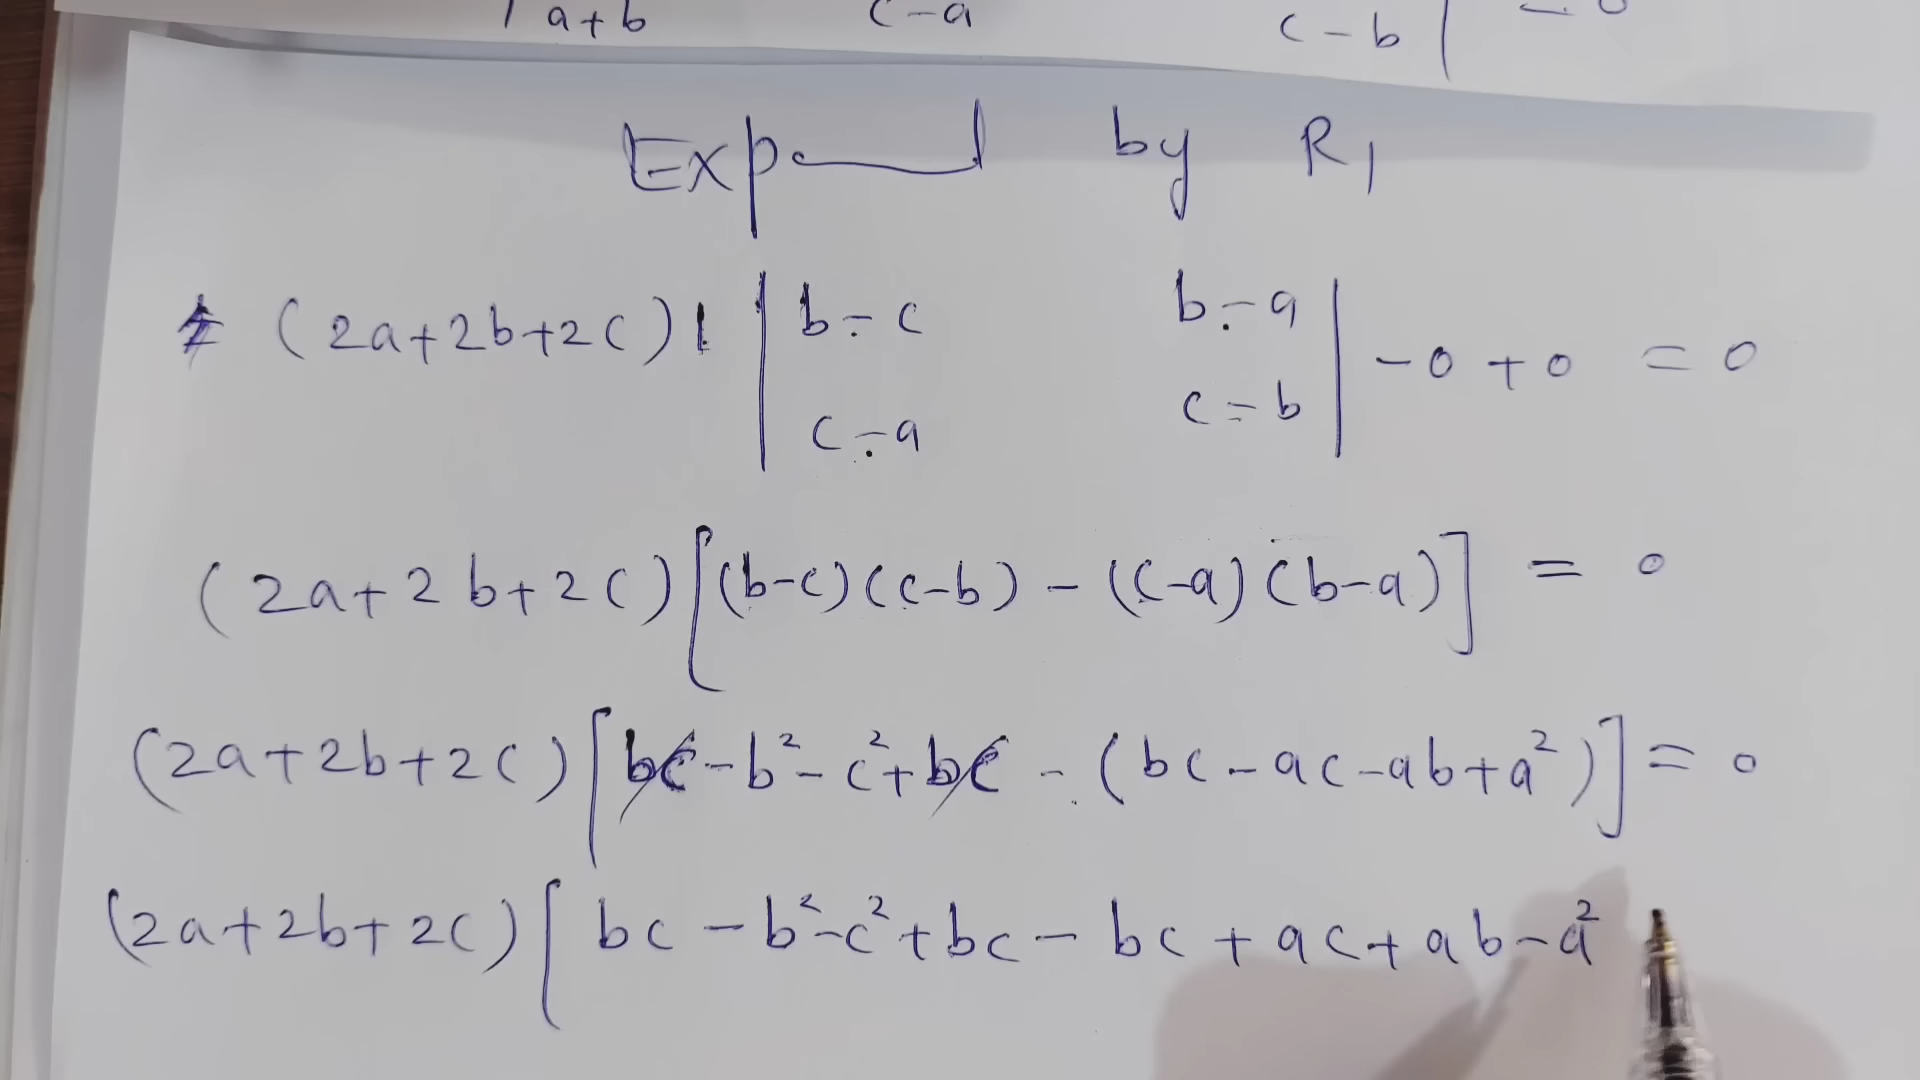 a+b c-a c-b
Expand by R₁
(2a+2b+2c)1 | b-c b-a | -0+0 = 0
c-a c-b
(2a+2b+2c)[(b-c)(c-b) - (c-a)(b-a)] = 0
(2a+2b+2c)[bc-b²-c²+bc - (bc-ac-ab+a²)] = 0
(2a+2b+2c)[bc-b²-c²+bc-bc+ac+ab-a²